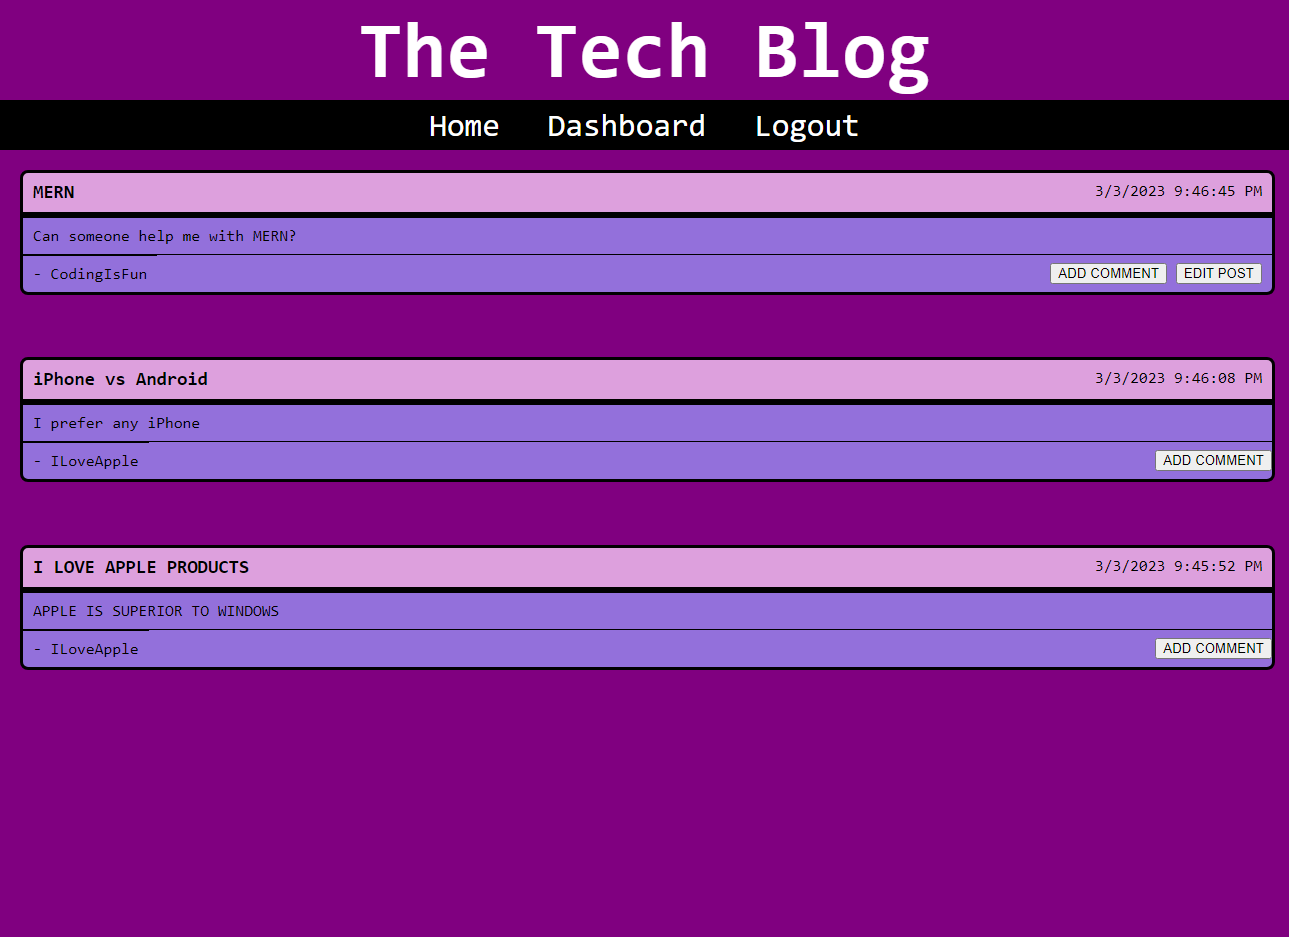 The Tech Blog
Home Dashboard Logout
MERN 3/3/2023 9:46:45 PM
Can someone help me with MERN?
- CodingIsFun ADD COMMENT EDIT POST
iPhone vs Android 3/3/2023 9:46:08 PM
I prefer any iPhone
- ILoveApple ADD COMMENT
I LOVE APPLE PRODUCTS 3/3/2023 9:45:52 PM
APPLE IS SUPERIOR TO WINDOWS
- ILoveApple ADD COMMENT